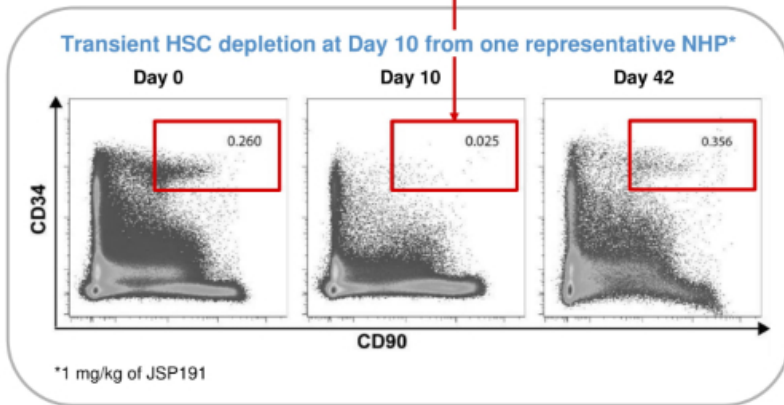 Transient HSC depletion at Day 10 from one representative NHP*
Day 0 Day 10 Day 42
0.260 0.025 0.356
CD34
CD90
*1 mg/kg of JSP191